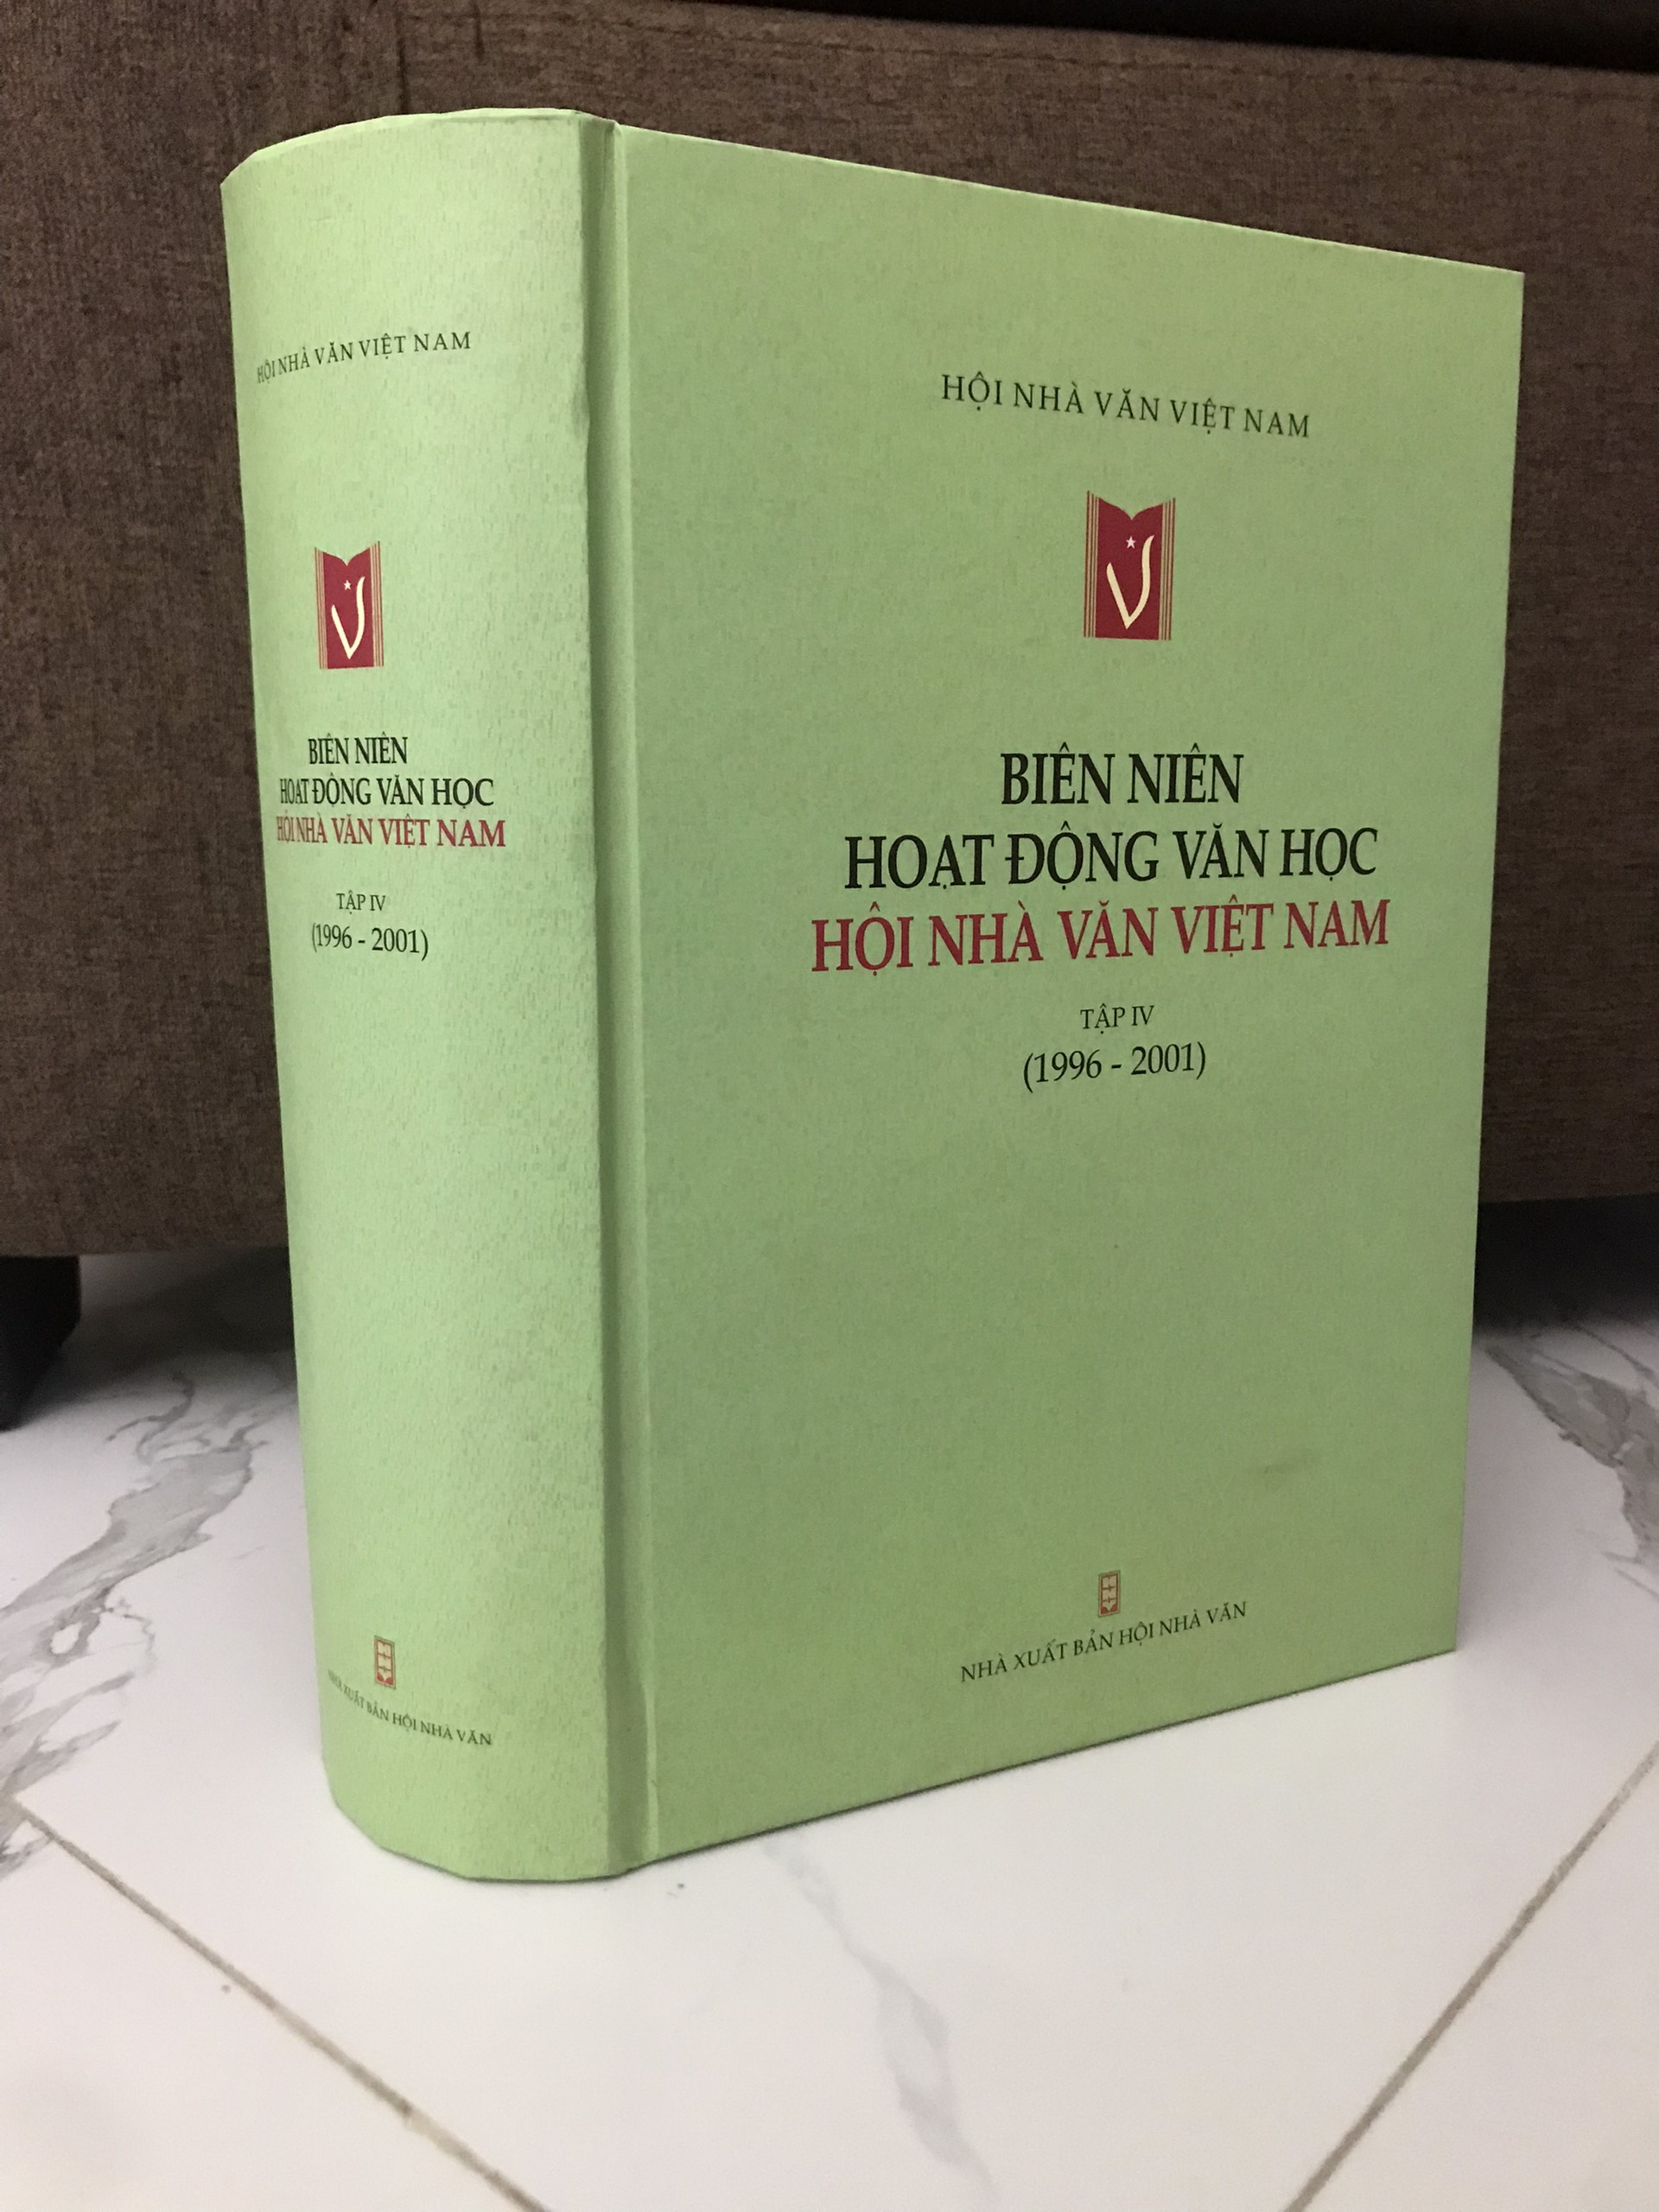 HỘI NHÀ VĂN VIỆT NAM
BIÊN NIÊN
HOẠT ĐỘNG VĂN HỌC
HỘI NHÀ VĂN VIỆT NAM
TẬP IV
(1996 - 2001)
NHÀ XUẤT BẢN HỘI NHÀ VĂN
HỘI NHÀ VĂN VIỆT NAM
V
BIÊN NIÊN
HOẠT ĐỘNG VĂN HỌC
HỘI NHÀ VĂN VIỆT NAM
TẬP IV
(1996 - 2001)
NHÀ XUẤT BẢN HỘI NHÀ VĂN